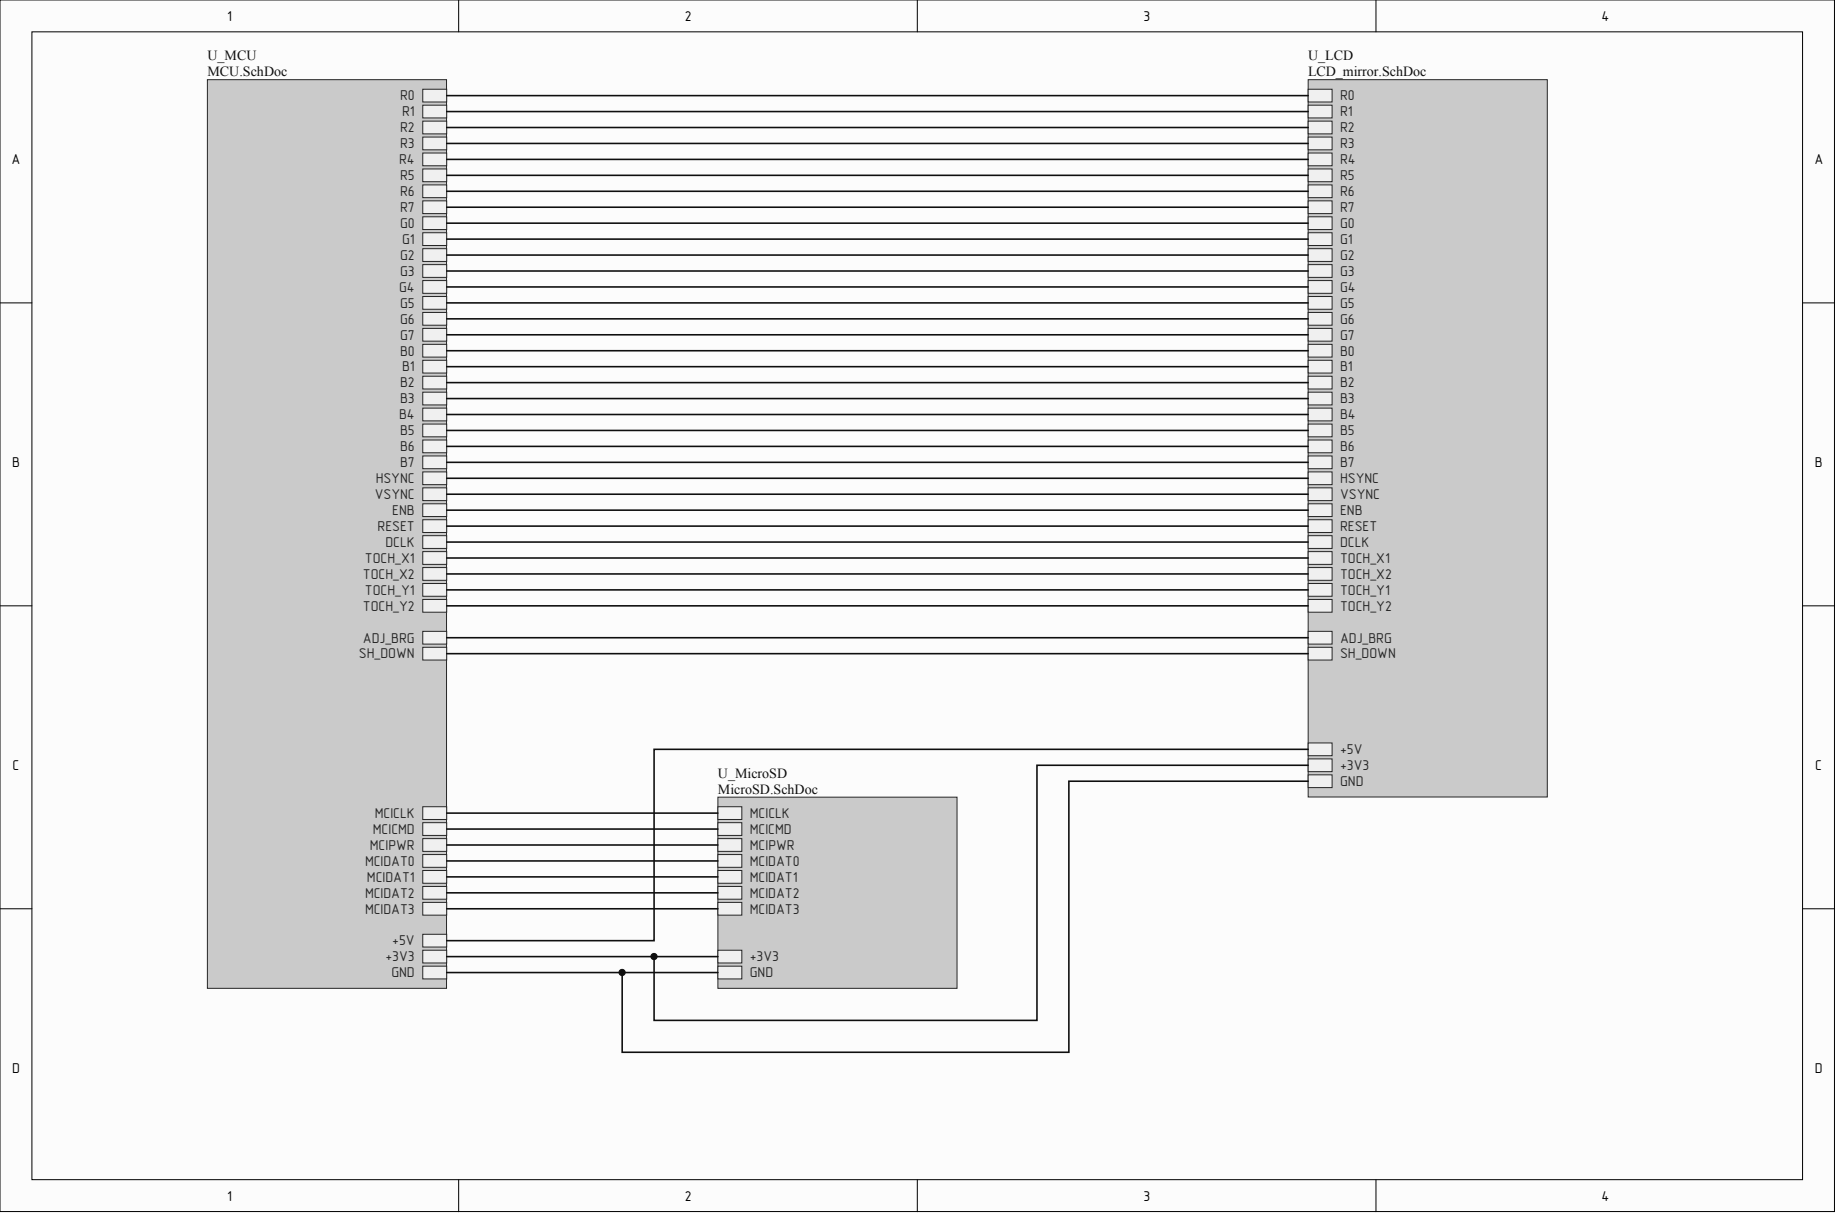 1 2 3 4
U_MCU
MCU.SchDoc
U_LCD
LCD_mirror.SchDoc
R0 R0
R1 R1
R2 R2
R3 R3
A R4 R4 A
R5 R5
R6 R6
R7 R7
G0 G0
G1 G1
G2 G2
G3 G3
G4 G4
G5 G5
G6 G6
G7 G7
B0 B0
B1 B1
B2 B2
B3 B3
B4 B4
B5 B5
B6 B6
B B7 B7 B
HSYNC HSYNC
VSYNC VSYNC
ENB ENB
RESET RESET
DCLK DCLK
TOCH_X1 TOCH_X1
TOCH_X2 TOCH_X2
TOCH_Y1 TOCH_Y1
TOCH_Y2 TOCH_Y2
ADJ_BRG ADJ_BRG
SH_DOWN SH_DOWN
+5V
C +3V3 C
GND
U_MicroSD
MicroSD.SchDoc
MCICLK MCICLK
MCICMD MCICMD
MCIPWR MCIPWR
MCIDAT0 MCIDAT0
MCIDAT1 MCIDAT1
MCIDAT2 MCIDAT2
MCIDAT3 MCIDAT3
+5V
+3V3 +3V3
GND GND
D D
1 2 3 4